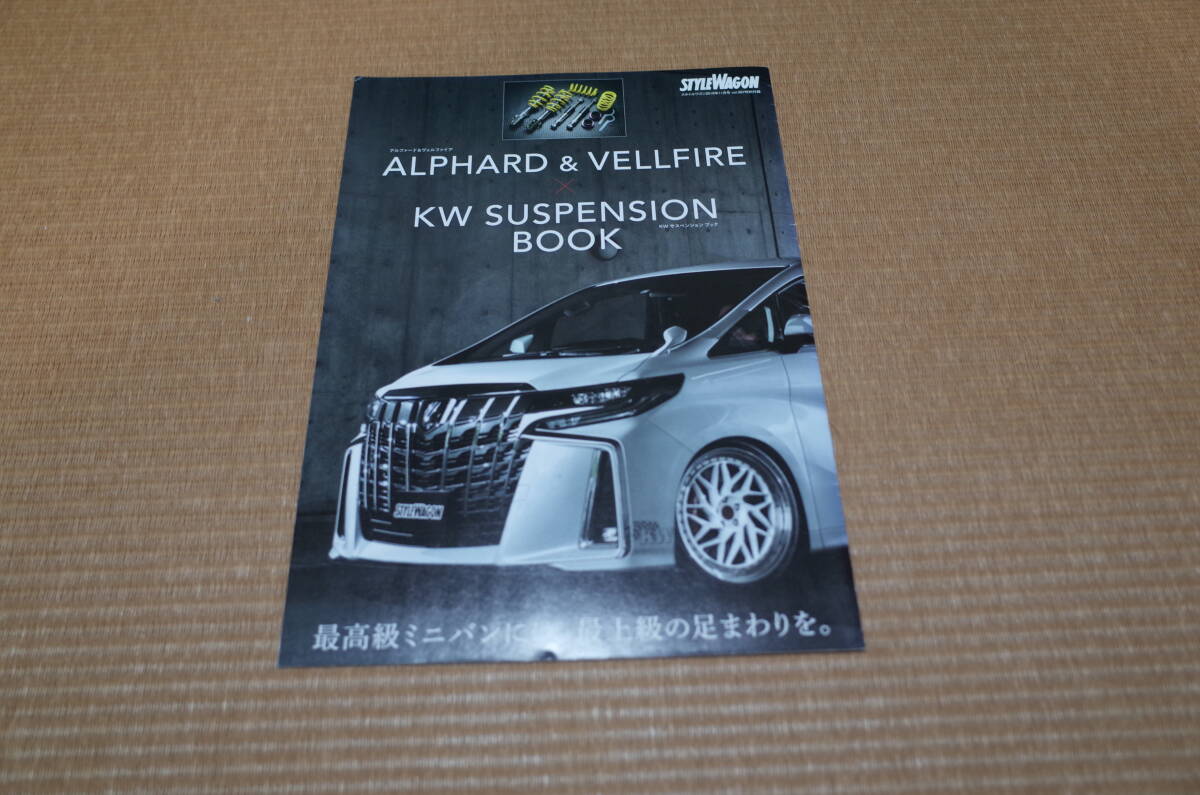 STYLEWAGON
アルファード&ヴェルファイア
ALPHARD & VELLFIRE
×
KW SUSPENSION
KWサスペンション ブック
BOOK
STYLEWAGON
最高級ミニバンに 最上級の足まわりを。